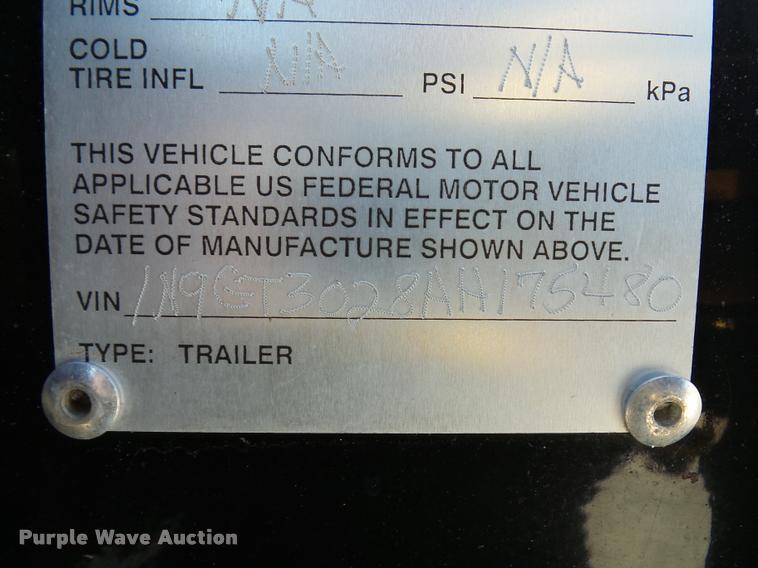 RIMS NA
COLD
TIRE INFL N/A PSI N/A kPa
THIS VEHICLE CONFORMS TO ALL
APPLICABLE US FEDERAL MOTOR VEHICLE
SAFETY STANDARDS IN EFFECT ON THE
DATE OF MANUFACTURE SHOWN ABOVE.
VIN 1N9GT3028AH175480
TYPE: TRAILER
Purple Wave Auction